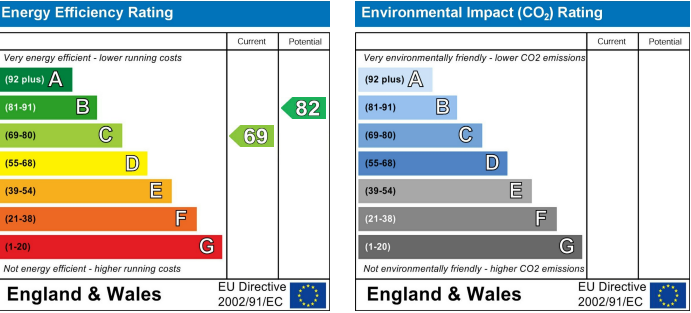 Energy Efficiency Rating
Current Potential
Very energy efficient - lower running costs
(92 plus) A
(81-91) B
82
(69-80) C
69
(55-68) D
(39-54) E
(21-38) F
(1-20) G
Not energy efficient - higher running costs
England & Wales
EU Directive
2002/91/EC
Environmental Impact (CO₂) Rating
Current Potential
Very environmentally friendly - lower CO2 emissions
(92 plus) A
(81-91) B
(69-80) C
(55-68) D
(39-54) E
(21-38) F
(1-20) G
Not environmentally friendly - higher CO2 emissions
England & Wales
EU Directive
2002/91/EC